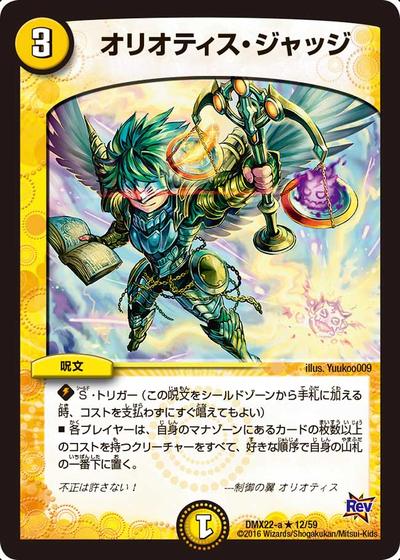 3
オリオティス・ジャッジ
呪文
illus. Yuukoo009
S・トリガー (この呪文をシールドゾーンから手札に加える
時、コストを支払わずにすぐ唱えてもよい)
■ 各プレイヤーは、自身のマナゾーンにあるカードの枚数以上
のコストを持つクリーチャーをすべて、好きな順序で自身の山札
の一番下に置く。
不正は許さない! ---制御の翼 オリオティス
1
DMX22-a ★ 12/59
©2016 Wizards/Shogakukan/Mitsui-Kids
Rev